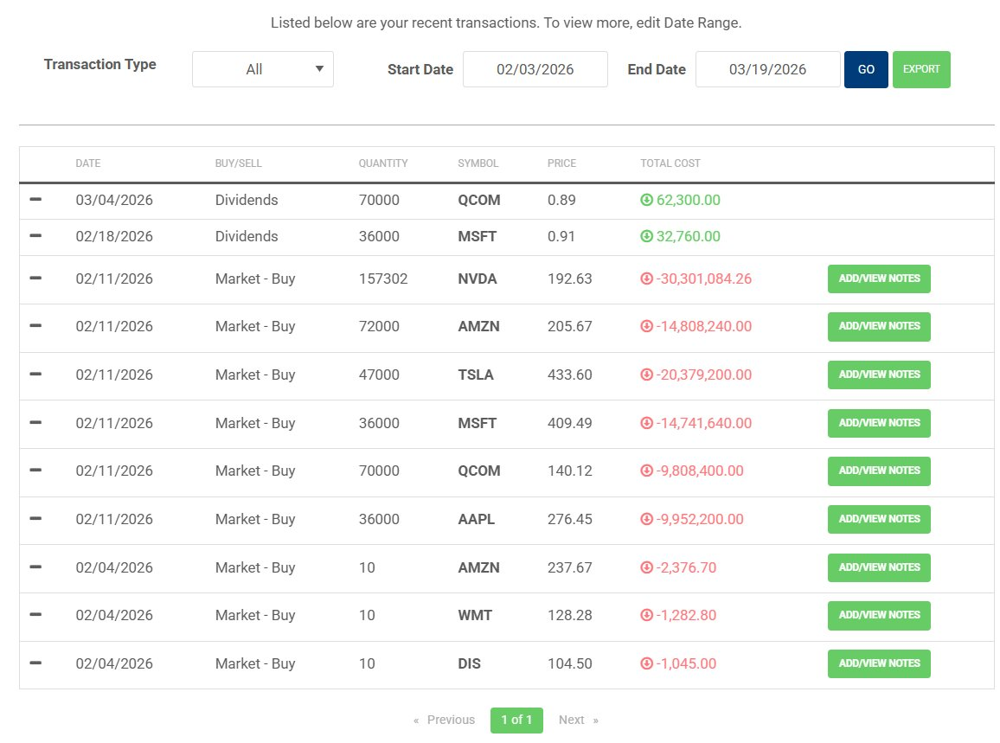 Listed below are your recent transactions. To view more, edit Date Range.
Transaction Type All Start Date 02/03/2026 End Date 03/19/2026 GO EXPORT
DATE BUY/SELL QUANTITY SYMBOL PRICE TOTAL COST
03/04/2026 Dividends 70000 QCOM 0.89 62,300.00
02/18/2026 Dividends 36000 MSFT 0.91 32,760.00
02/11/2026 Market - Buy 157302 NVDA 192.63 -30,301,084.26 ADD/VIEW NOTES
02/11/2026 Market - Buy 72000 AMZN 205.67 -14,808,240.00 ADD/VIEW NOTES
02/11/2026 Market - Buy 47000 TSLA 433.60 -20,379,200.00 ADD/VIEW NOTES
02/11/2026 Market - Buy 36000 MSFT 409.49 -14,741,640.00 ADD/VIEW NOTES
02/11/2026 Market - Buy 70000 QCOM 140.12 -9,808,400.00 ADD/VIEW NOTES
02/11/2026 Market - Buy 36000 AAPL 276.45 -9,952,200.00 ADD/VIEW NOTES
02/04/2026 Market - Buy 10 AMZN 237.67 -2,376.70 ADD/VIEW NOTES
02/04/2026 Market - Buy 10 WMT 128.28 -1,282.80 ADD/VIEW NOTES
02/04/2026 Market - Buy 10 DIS 104.50 -1,045.00 ADD/VIEW NOTES
« Previous 1 of 1 Next »